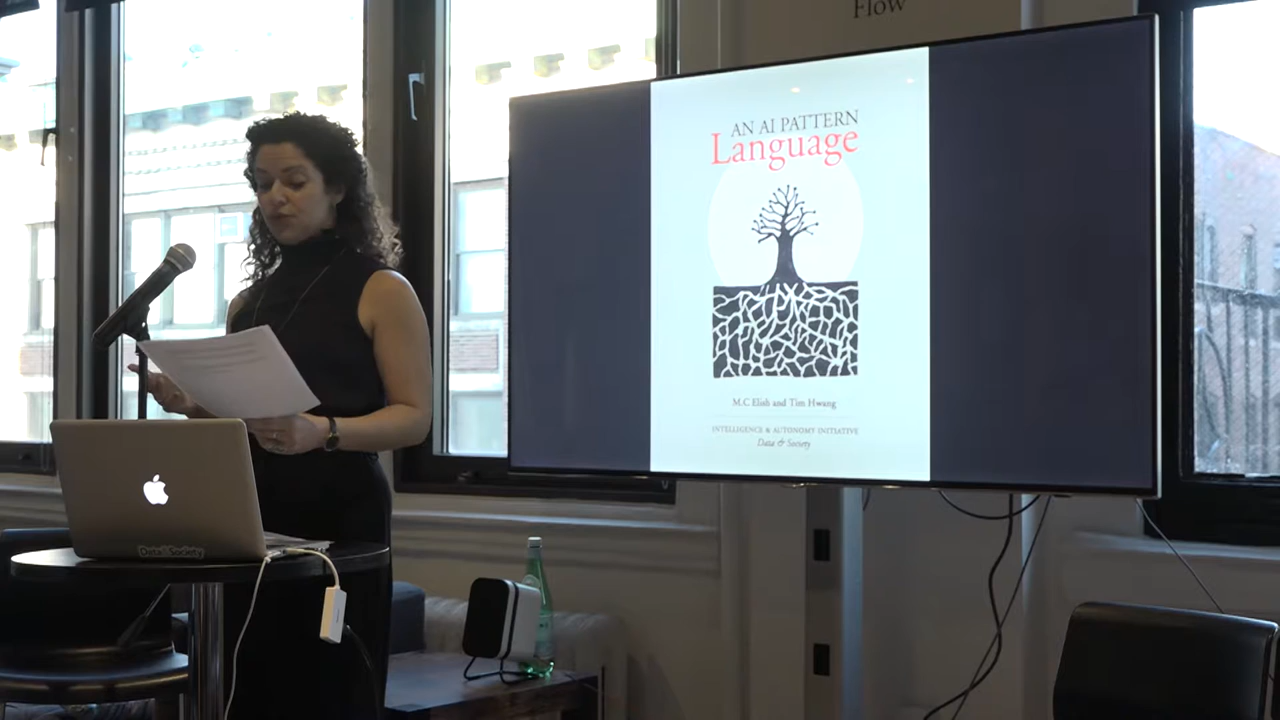 Flow
AN AI PATTERN
Language
M.C Elish and Tim Hwang
INTELLIGENCE & AUTONOMY INITIATIVE
Data & Society
Data & Society